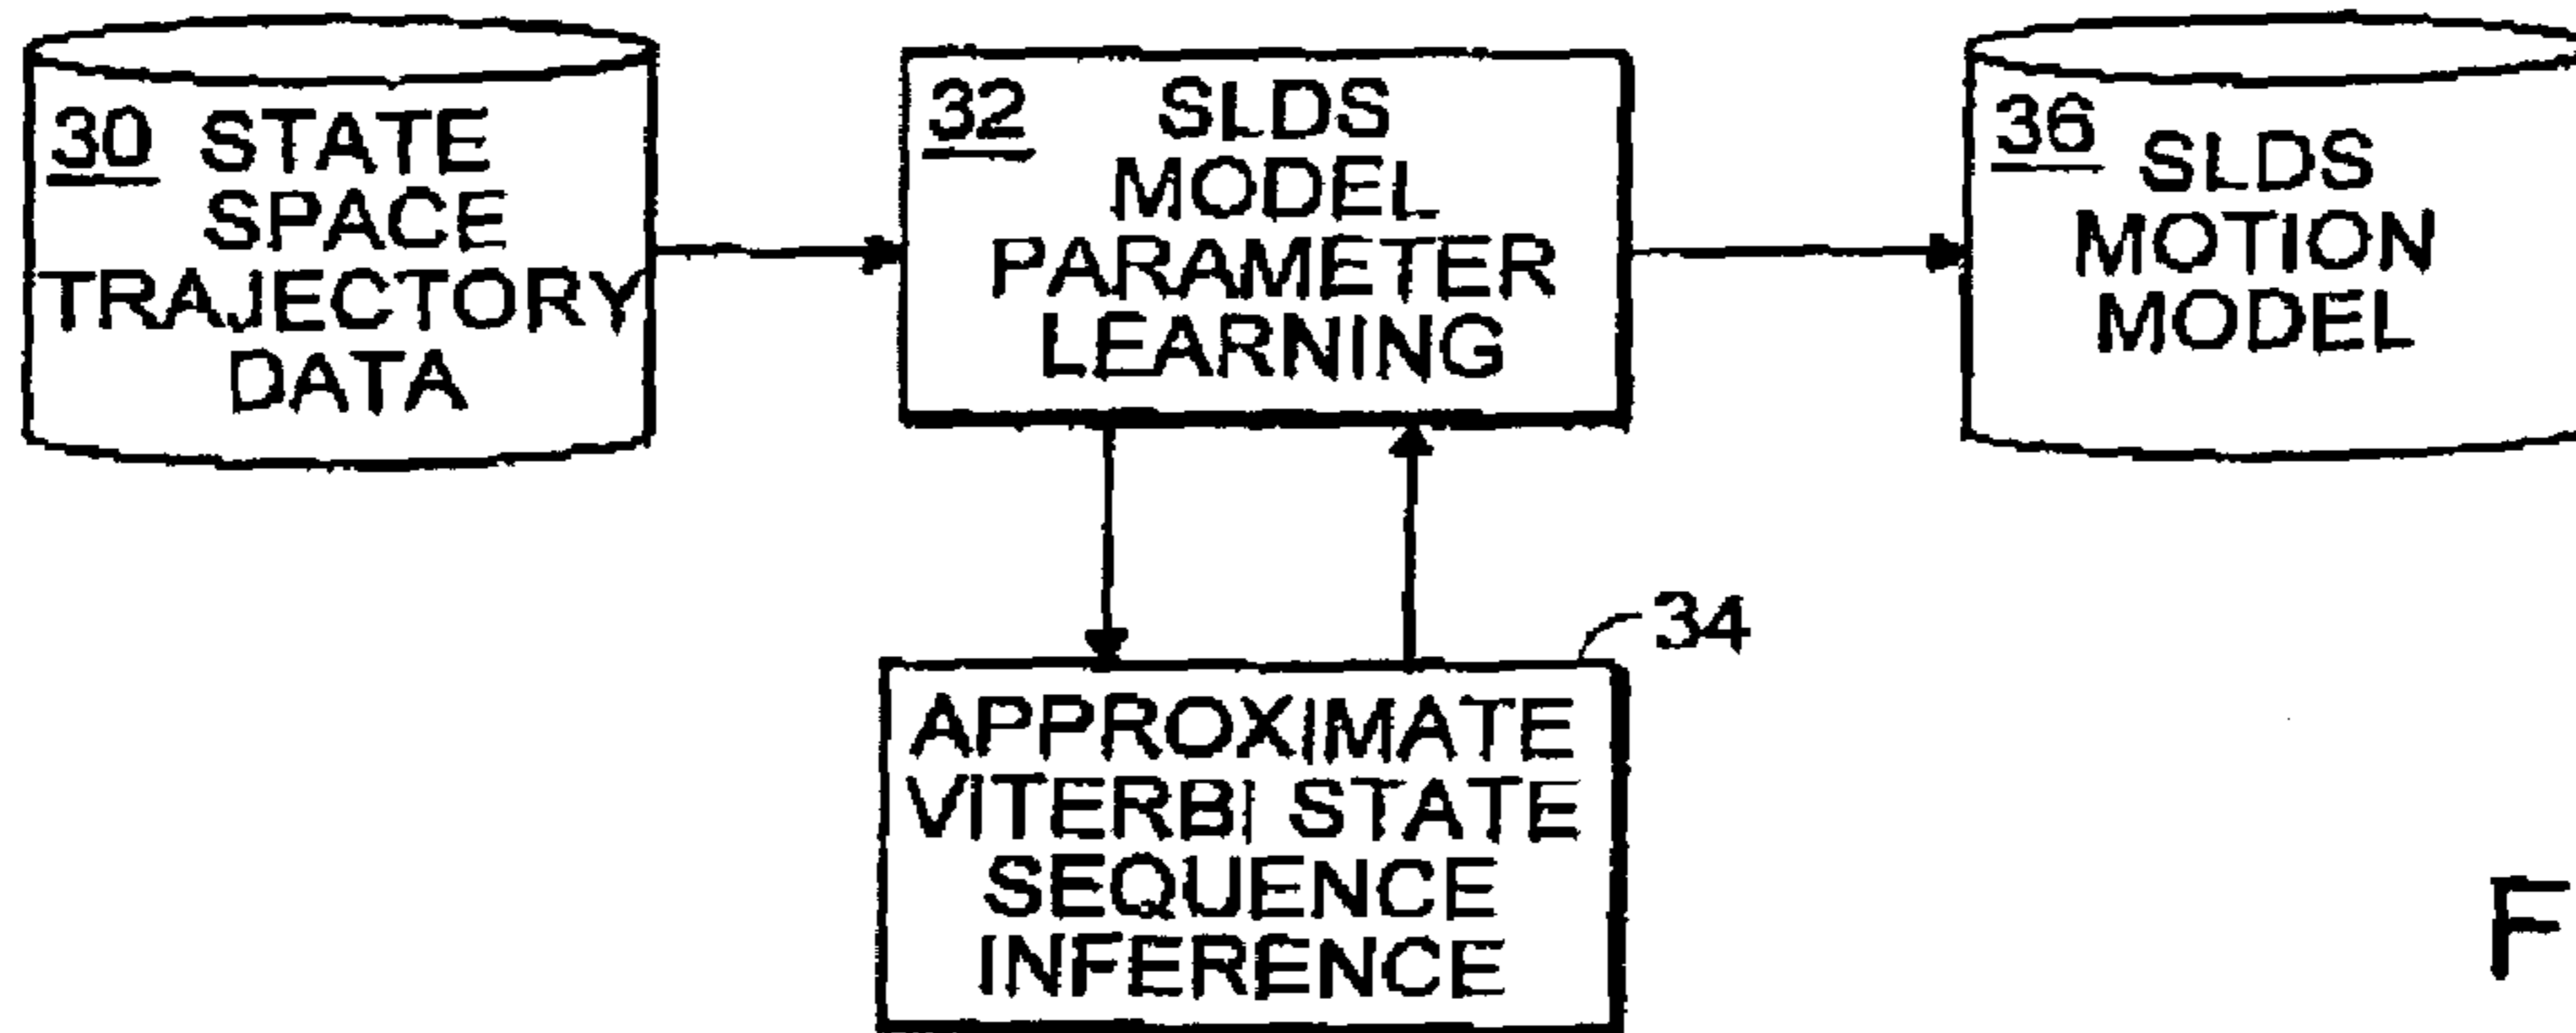 30 STATE
SPACE
TRAJECTORY
DATA
32 SLDS
MODEL
PARAMETER
LEARNING
36 SLDS
MOTION
MODEL
34
APPROXIMATE
VITERBI STATE
SEQUENCE
INFERENCE
F